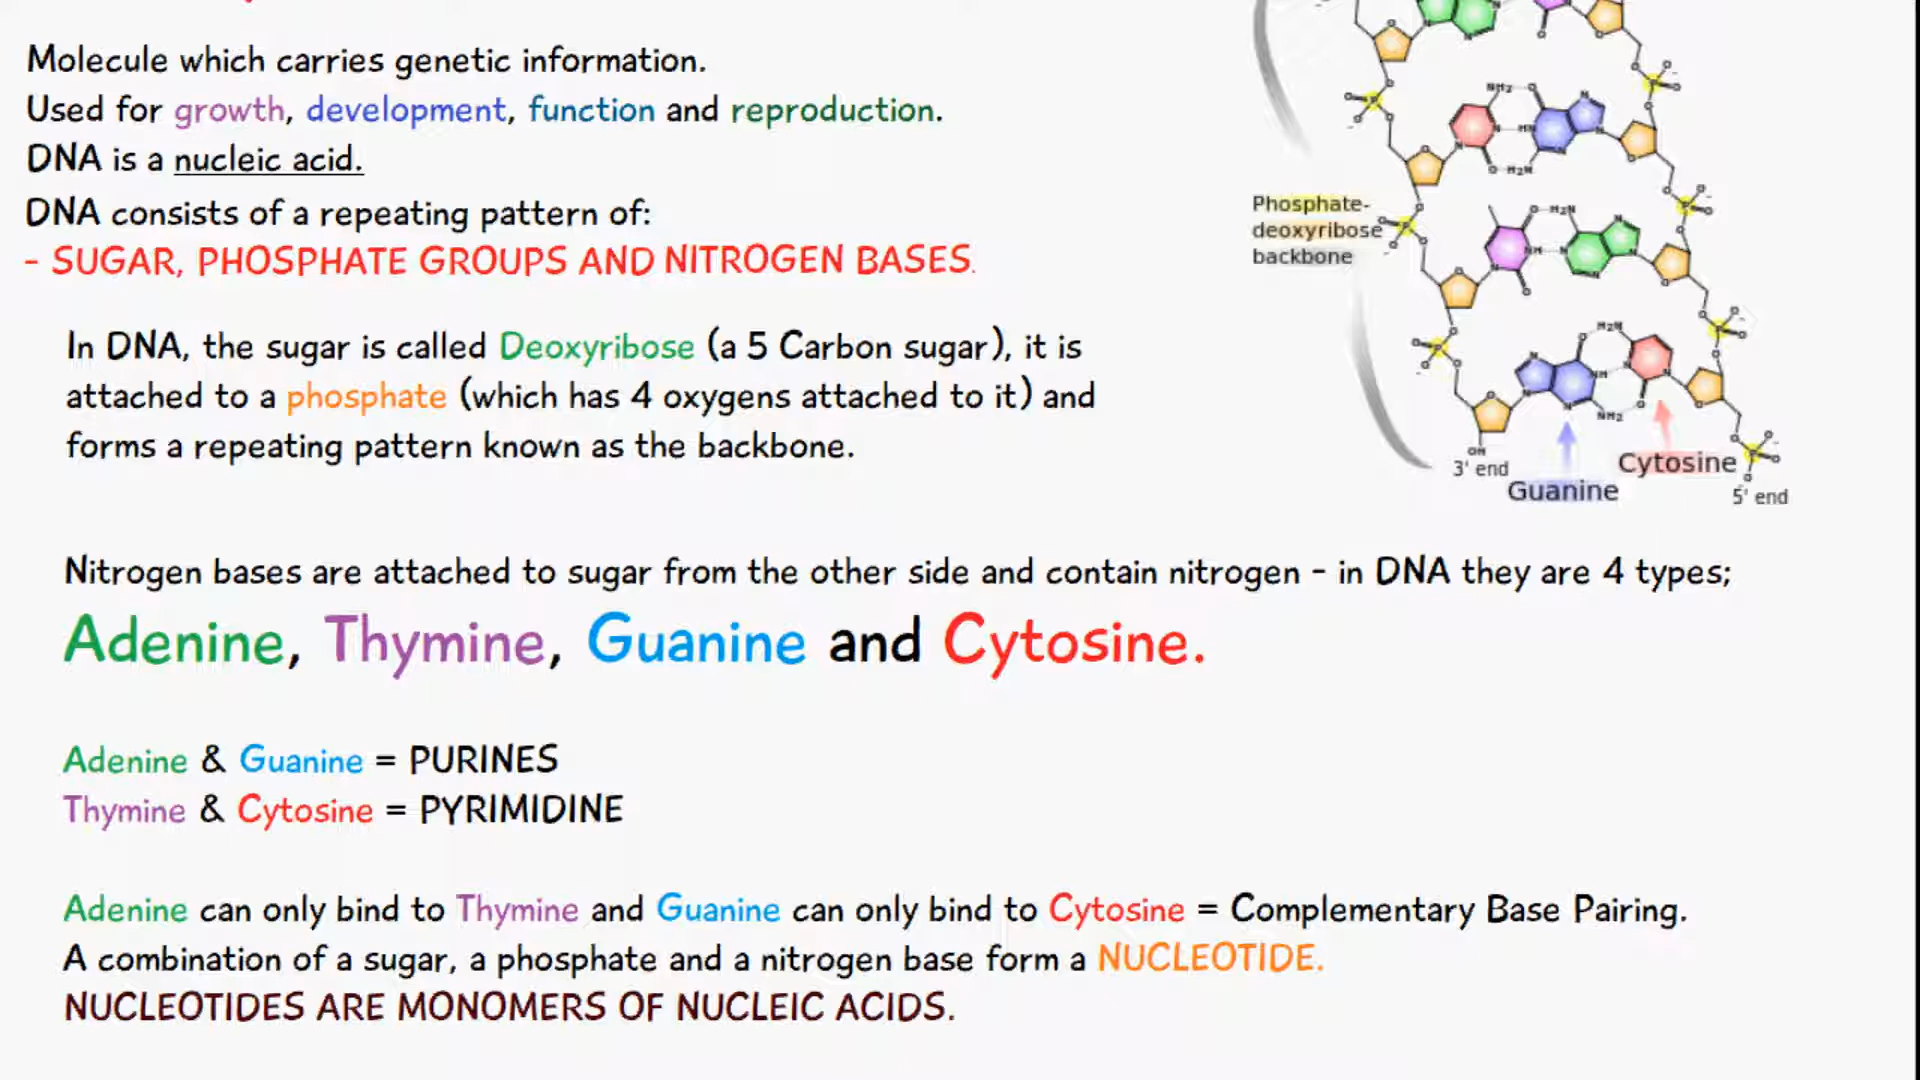 Molecule which carries genetic information.
Used for growth, development, function and reproduction.
DNA is a nucleic acid.
DNA consists of a repeating pattern of:
- SUGAR, PHOSPHATE GROUPS AND NITROGEN BASES.
In DNA, the sugar is called Deoxyribose (a 5 Carbon sugar), it is
attached to a phosphate (which has 4 oxygens attached to it) and
forms a repeating pattern known as the backbone.
Phosphate-
deoxyribose
backbone
3' end
Guanine
Cytosine
5' end
Nitrogen bases are attached to sugar from the other side and contain nitrogen - in DNA they are 4 types;
Adenine, Thymine, Guanine and Cytosine.
Adenine & Guanine = PURINES
Thymine & Cytosine = PYRIMIDINE
Adenine can only bind to Thymine and Guanine can only bind to Cytosine = Complementary Base Pairing.
A combination of a sugar, a phosphate and a nitrogen base form a NUCLEOTIDE.
NUCLEOTIDES ARE MONOMERS OF NUCLEIC ACIDS.